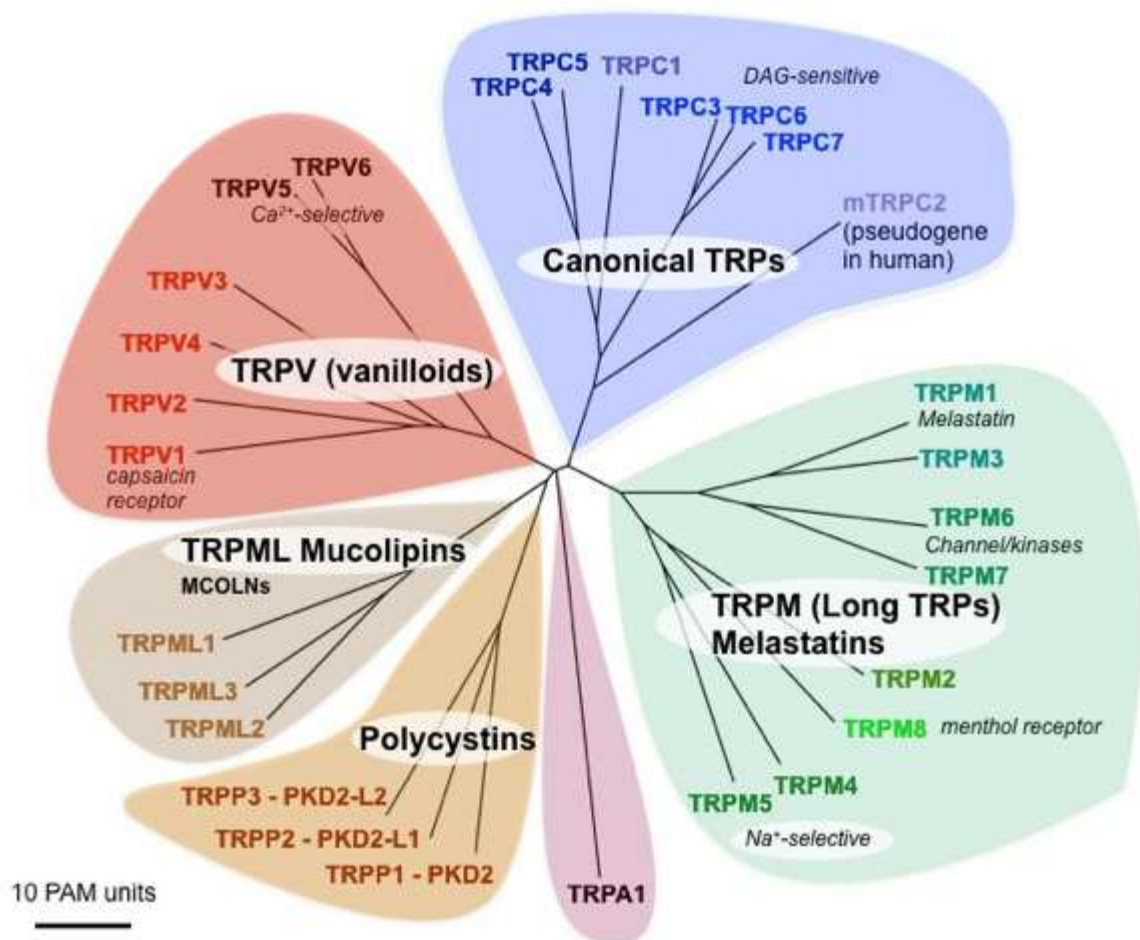 TRPC5
TRPC1
TRPC4
DAG-sensitive
TRPC3
TRPC6
TRPC7
mTRPC2
(pseudogene
in human)
Canonical TRPs
TRPV6
TRPV5
Ca²⁺-selective
TRPV3
TRPV4
TRPV (vanilloids)
TRPV2
TRPV1
capsaicin
receptor
TRPM1
Melastatin
TRPM3
TRPM6
Channel/kinases
TRPM7
TRPM (Long TRPs)
Melastatins
TRPM2
TRPM8 menthol receptor
TRPM4
TRPM5
Na⁺-selective
TRPML Mucolipins
MCOLNs
TRPML1
TRPML3
TRPML2
Polycystins
TRPP3 - PKD2-L2
TRPP2 - PKD2-L1
TRPP1 - PKD2
TRPA1
10 PAM units